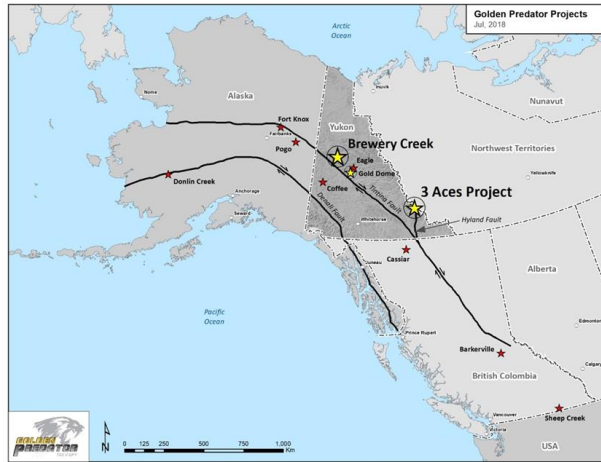 Golden Predator Projects
Jul, 2018
Arctic
Ocean
Nome
Alaska
Inuvik
Nunavut
Fort Knox
Fairbanks
Pogo
Yukon
Brewery Creek
Eagle
Gold Dome
Northwest Territories
Yellowknife
Donlin Creek
Anchorage
Seward
Coffee
Denali Fault
Tintina Fault
3 Aces Project
Whitehorse
Hyland Fault
Cassiar
Juneau
Alberta
Pacific
Ocean
Prince Rupert
Edmonton
Barkerville
Calgary
British Colombia
Vancouver
Victoria
Sheep Creek
USA
GOLDEN
PREDATOR
N
0 125 250 500 750 1,000
Km